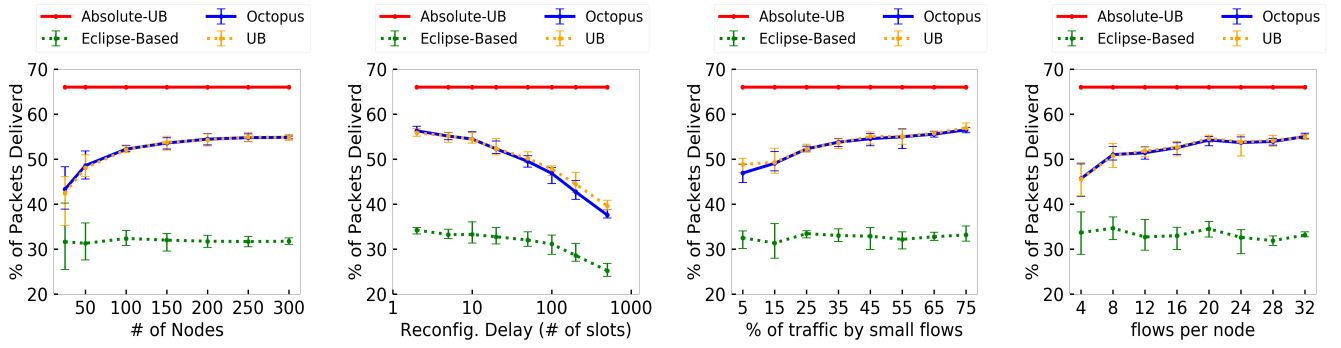 Absolute-UB Octopus
Eclipse-Based UB
% of Packets Deliverd
70
60
50
40
30
20
50 100 150 200 250 300
# of Nodes
Absolute-UB Octopus
Eclipse-Based UB
% of Packets Deliverd
70
60
50
40
30
20
1 10 100 1000
Reconfig. Delay (# of slots)
Absolute-UB Octopus
Eclipse-Based UB
% of Packets Deliverd
70
60
50
40
30
20
5 15 25 35 45 55 65 75
% of traffic by small flows
Absolute-UB Octopus
Eclipse-Based UB
% of Packets Deliverd
70
60
50
40
30
20
4 8 12 16 20 24 28 32
flows per node